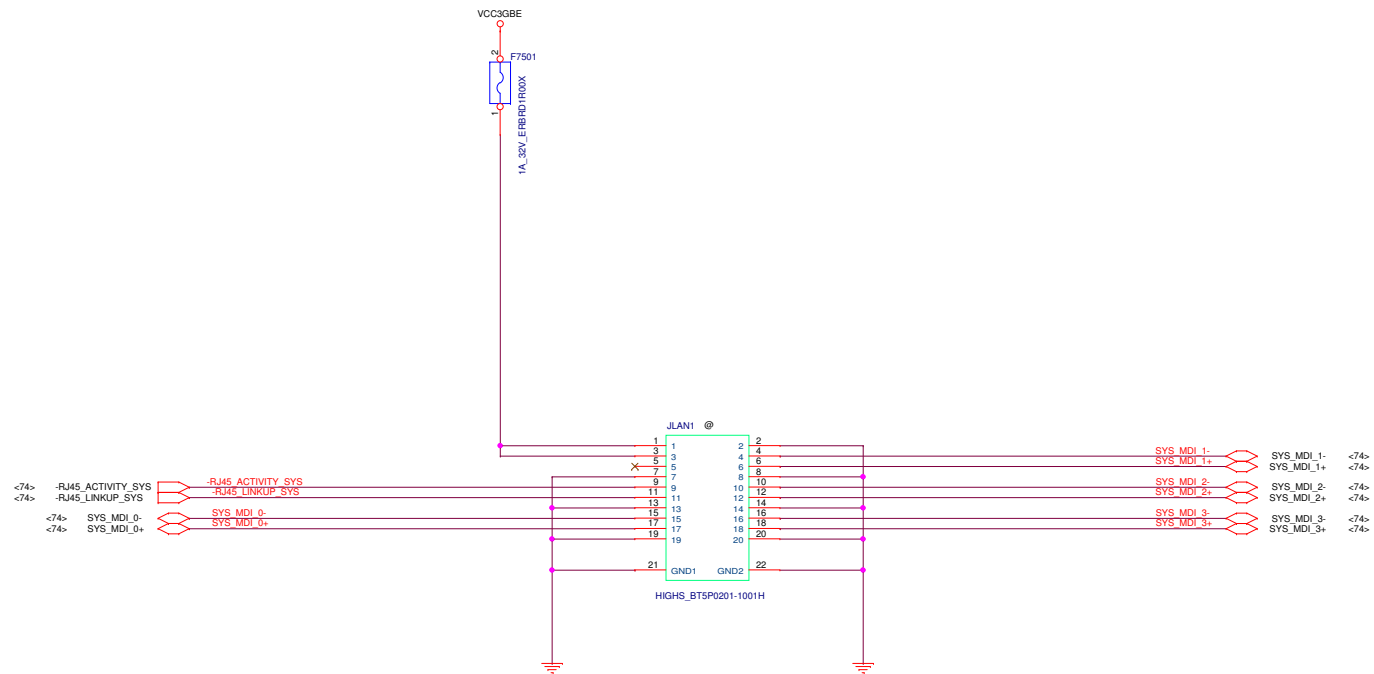 VCC3GBE
2
F7501
1
1A_32V_ERBRD1R00X
JLAN1 @
1 1 2 2
3 3 4 4
5 5 6 6
7 7 8 8
9 9 10 10
11 11 12 12
13 13 14 14
15 15 16 16
17 17 18 18
19 19 20 20
21 GND1 GND2 22
HIGHS_BT5P0201-1001H
<74> -RJ45_ACTIVITY_SYS -RJ45_ACTIVITY_SYS
<74> -RJ45_LINKUP_SYS -RJ45_LINKUP_SYS
<74> SYS_MDI_0- SYS_MDI_0-
<74> SYS_MDI_0+ SYS_MDI_0+
SYS_MDI_1- SYS_MDI_1- <74>
SYS_MDI_1+ SYS_MDI_1+ <74>
SYS_MDI_2- SYS_MDI_2- <74>
SYS_MDI_2+ SYS_MDI_2+ <74>
SYS_MDI_3- SYS_MDI_3- <74>
SYS_MDI_3+ SYS_MDI_3+ <74>